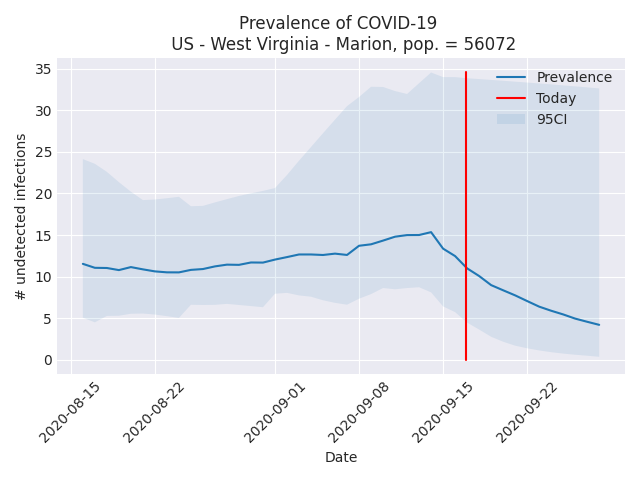 Prevalence of COVID-19
US - West Virginia - Marion, pop. = 56072
35
30
25
20
15
10
5
0
# undetected infections
Prevalence
Today
95CI
2020-08-15
2020-08-22
2020-09-01
2020-09-08
2020-09-15
2020-09-22
Date